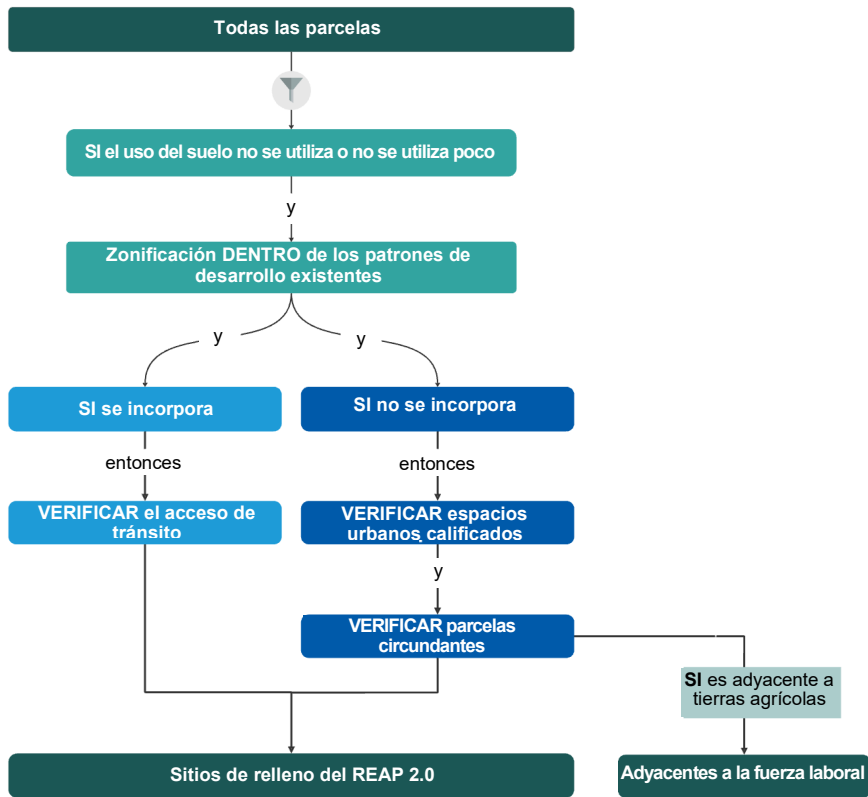 Todas las parcelas
SI el uso del suelo no se utiliza o no se utiliza poco
y
Zonificación DENTRO de los patrones de
desarrollo existentes
y
y
SI se incorpora
SI no se incorpora
entonces
entonces
VERIFICAR el acceso de
tránsito
VERIFICAR espacios
urbanos calificados
y
VERIFICAR parcelas
circundantes
SI es adyacente a
tierras agrícolas
Sitios de relleno del REAP 2.0
Adyacentes a la fuerza laboral